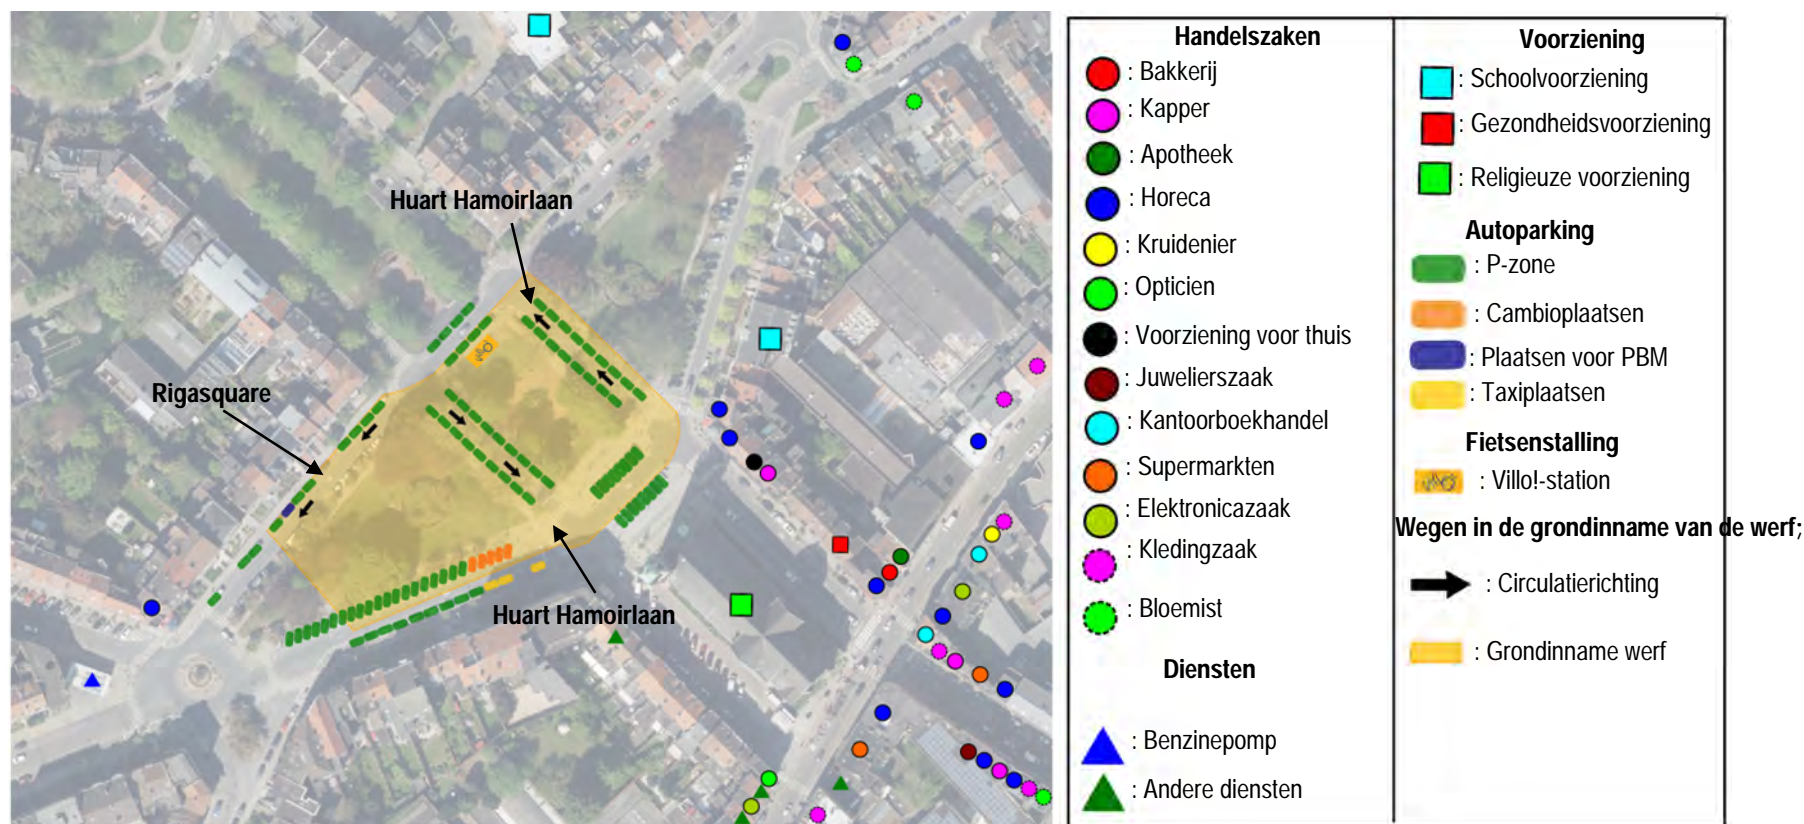 Huart Hamoirlaan
Rigasquare
Huart Hamoirlaan
Handelszaken
: Bakkerij
: Kapper
: Apotheek
: Horeca
: Kruidenier
: Opticien
: Voorziening voor thuis
: Juwelierszaak
: Kantoorboekhandel
: Supermarkten
: Elektronicazaak
: Kledingzaak
: Bloemist
Diensten
: Benzinepomp
: Andere diensten
Voorziening
: Schoolvoorziening
: Gezondheidsvoorziening
: Religieuze voorziening
Autoparking
: P-zone
: Cambioplaatsen
: Plaatsen voor PBM
: Taxiplaatsen
Fietsenstalling
: Villo!-station
Wegen in de grondinname van de werf;
: Circulatierichting
: Grondinname werf